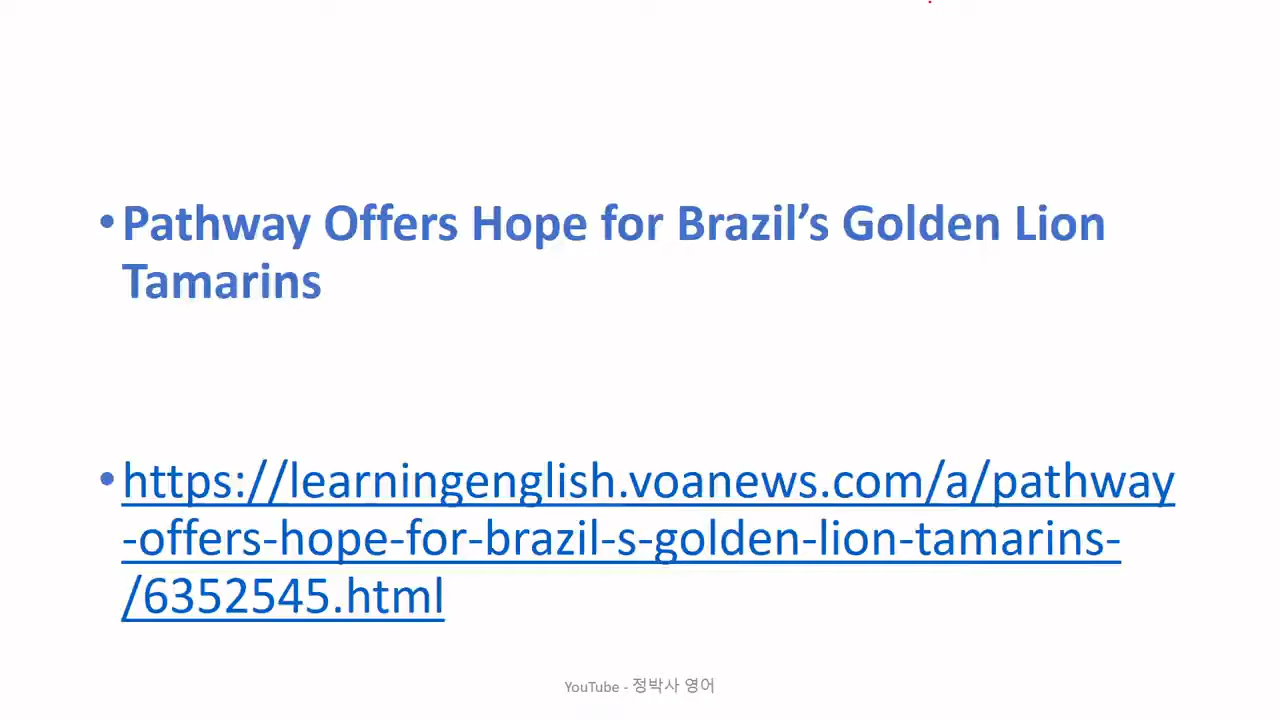 •Pathway Offers Hope for Brazil’s Golden Lion
Tamarins
•https://learningenglish.voanews.com/a/pathway
-offers-hope-for-brazil-s-golden-lion-tamarins-
/6352545.html
YouTube - 정박사 영어